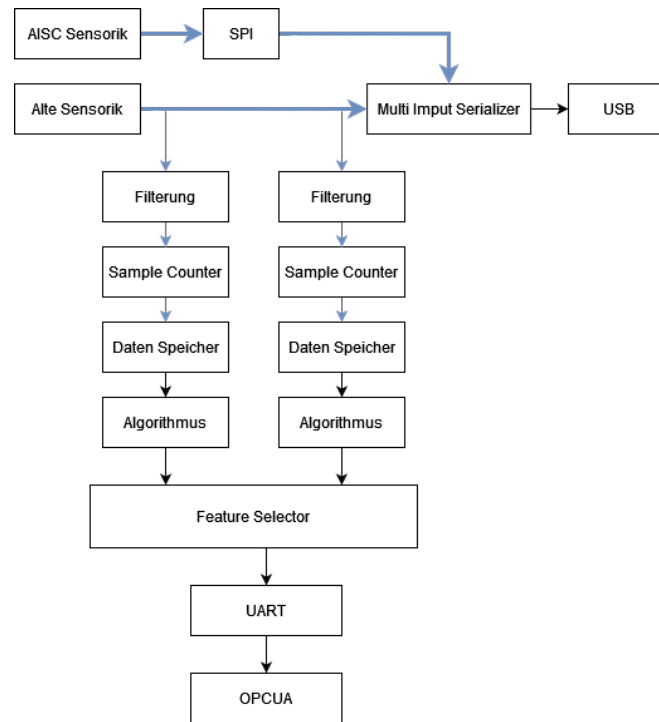 AISC Sensorik
SPI
Alte Sensorik
Multi Imput Serializer
USB
Filterung
Filterung
Sample Counter
Sample Counter
Daten Speicher
Daten Speicher
Algorithmus
Algorithmus
Feature Selector
UART
OPCUA